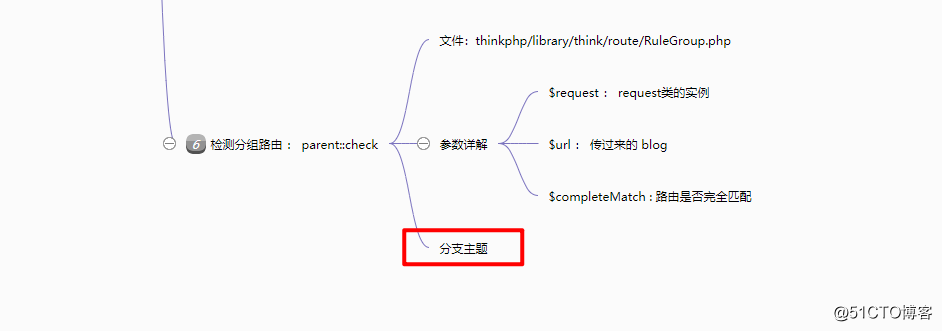 文件：thinkphp/library/think/route/RuleGroup.php
$request ： request类的实例
6 检测分组路由 ： parent::check
参数详解
$url ： 传过来的 blog
$completeMatch : 路由是否完全匹配
分支主题
@51CTO博客